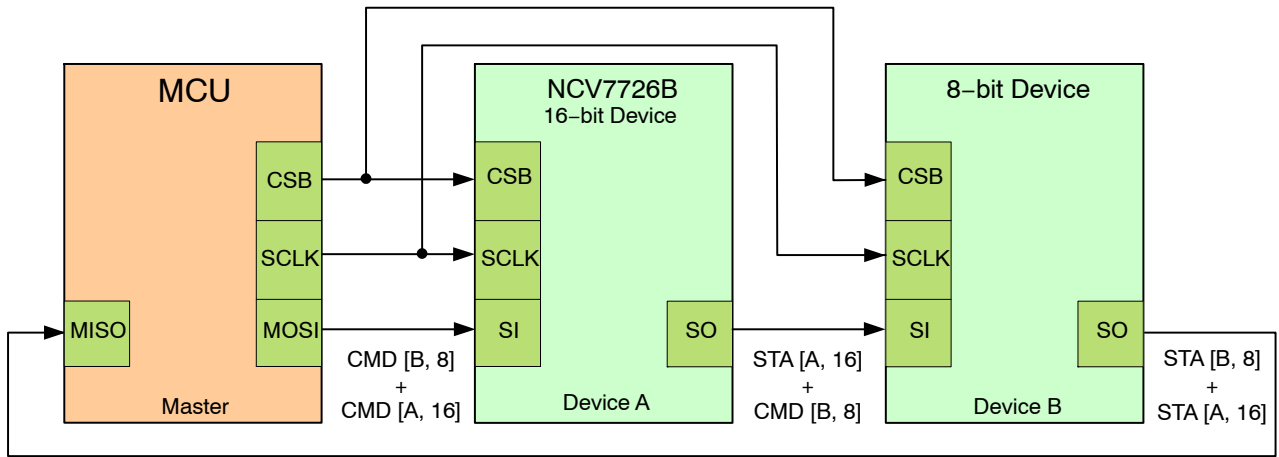 MCU
CSB
SCLK
MOSI
MISO
Master
CMD [B, 8]
+
CMD [A, 16]
NCV7726B
16−bit Device
CSB
SCLK
SI
SO
Device A
STA [A, 16]
+
CMD [B, 8]
8−bit Device
CSB
SCLK
SI
SO
Device B
STA [B, 8]
+
STA [A, 16]